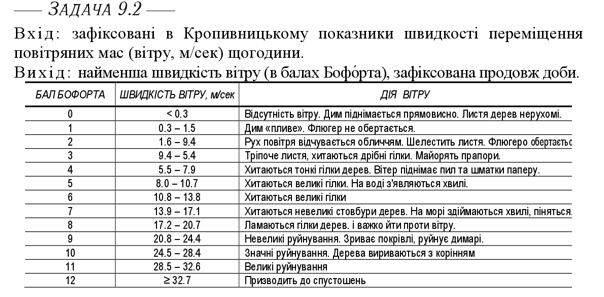 ЗАДАЧА 9.2
Вхід: зафіксовані в Кропивницькому показники швидкості переміщення
повітряних мас (вітру, м/сек) щогодини.
Вихід: найменша швидкість вітру (в балах Бофо́рта), зафіксована продовж доби.
БАЛ БОФОРТА ШВИДКІСТЬ ВІТРУ, м/сек ДІЯ ВІТРУ
0 < 0.3 Відсутність вітру. Дим піднімається прямовисно. Листя дерев нерухомі.
1 0.3 – 1.5 Дим «пливе». Флюгер не обертається.
2 1.6 – 9.4 Рух повітря відчувається обличчям. Шелестить листя. Флюгеро обертаєтьс
3 9.4 – 5.4 Тріпоче листя, хитаються дрібні гілки. Майорять прапори.
4 5.5 – 7.9 Хитаються тонкі гілки дерев. Вітер піднімає пил та шматки паперу.
5 8.0 – 10.7 Хитаються великі гілки. На воді з'являються хвилі.
6 10.8 – 13.8 Хитаються великі гілки
7 13.9 – 17.1 Хитаються невеликі стовбури дерев. На морі здіймаються хвилі, піняться.
8 17.2 – 20.7 Ламаються гілки дерев. і важко йти проти вітру.
9 20.8 – 24.4 Невеликі руйнування. Зриває покрівлі, руйнує димарі.
10 24.5 – 28.4 Значні руйнування. Дерева вириваються з корінням
11 28.5 – 32.6 Великі руйнування
12 ≥ 32.7 Призводить до спустошень